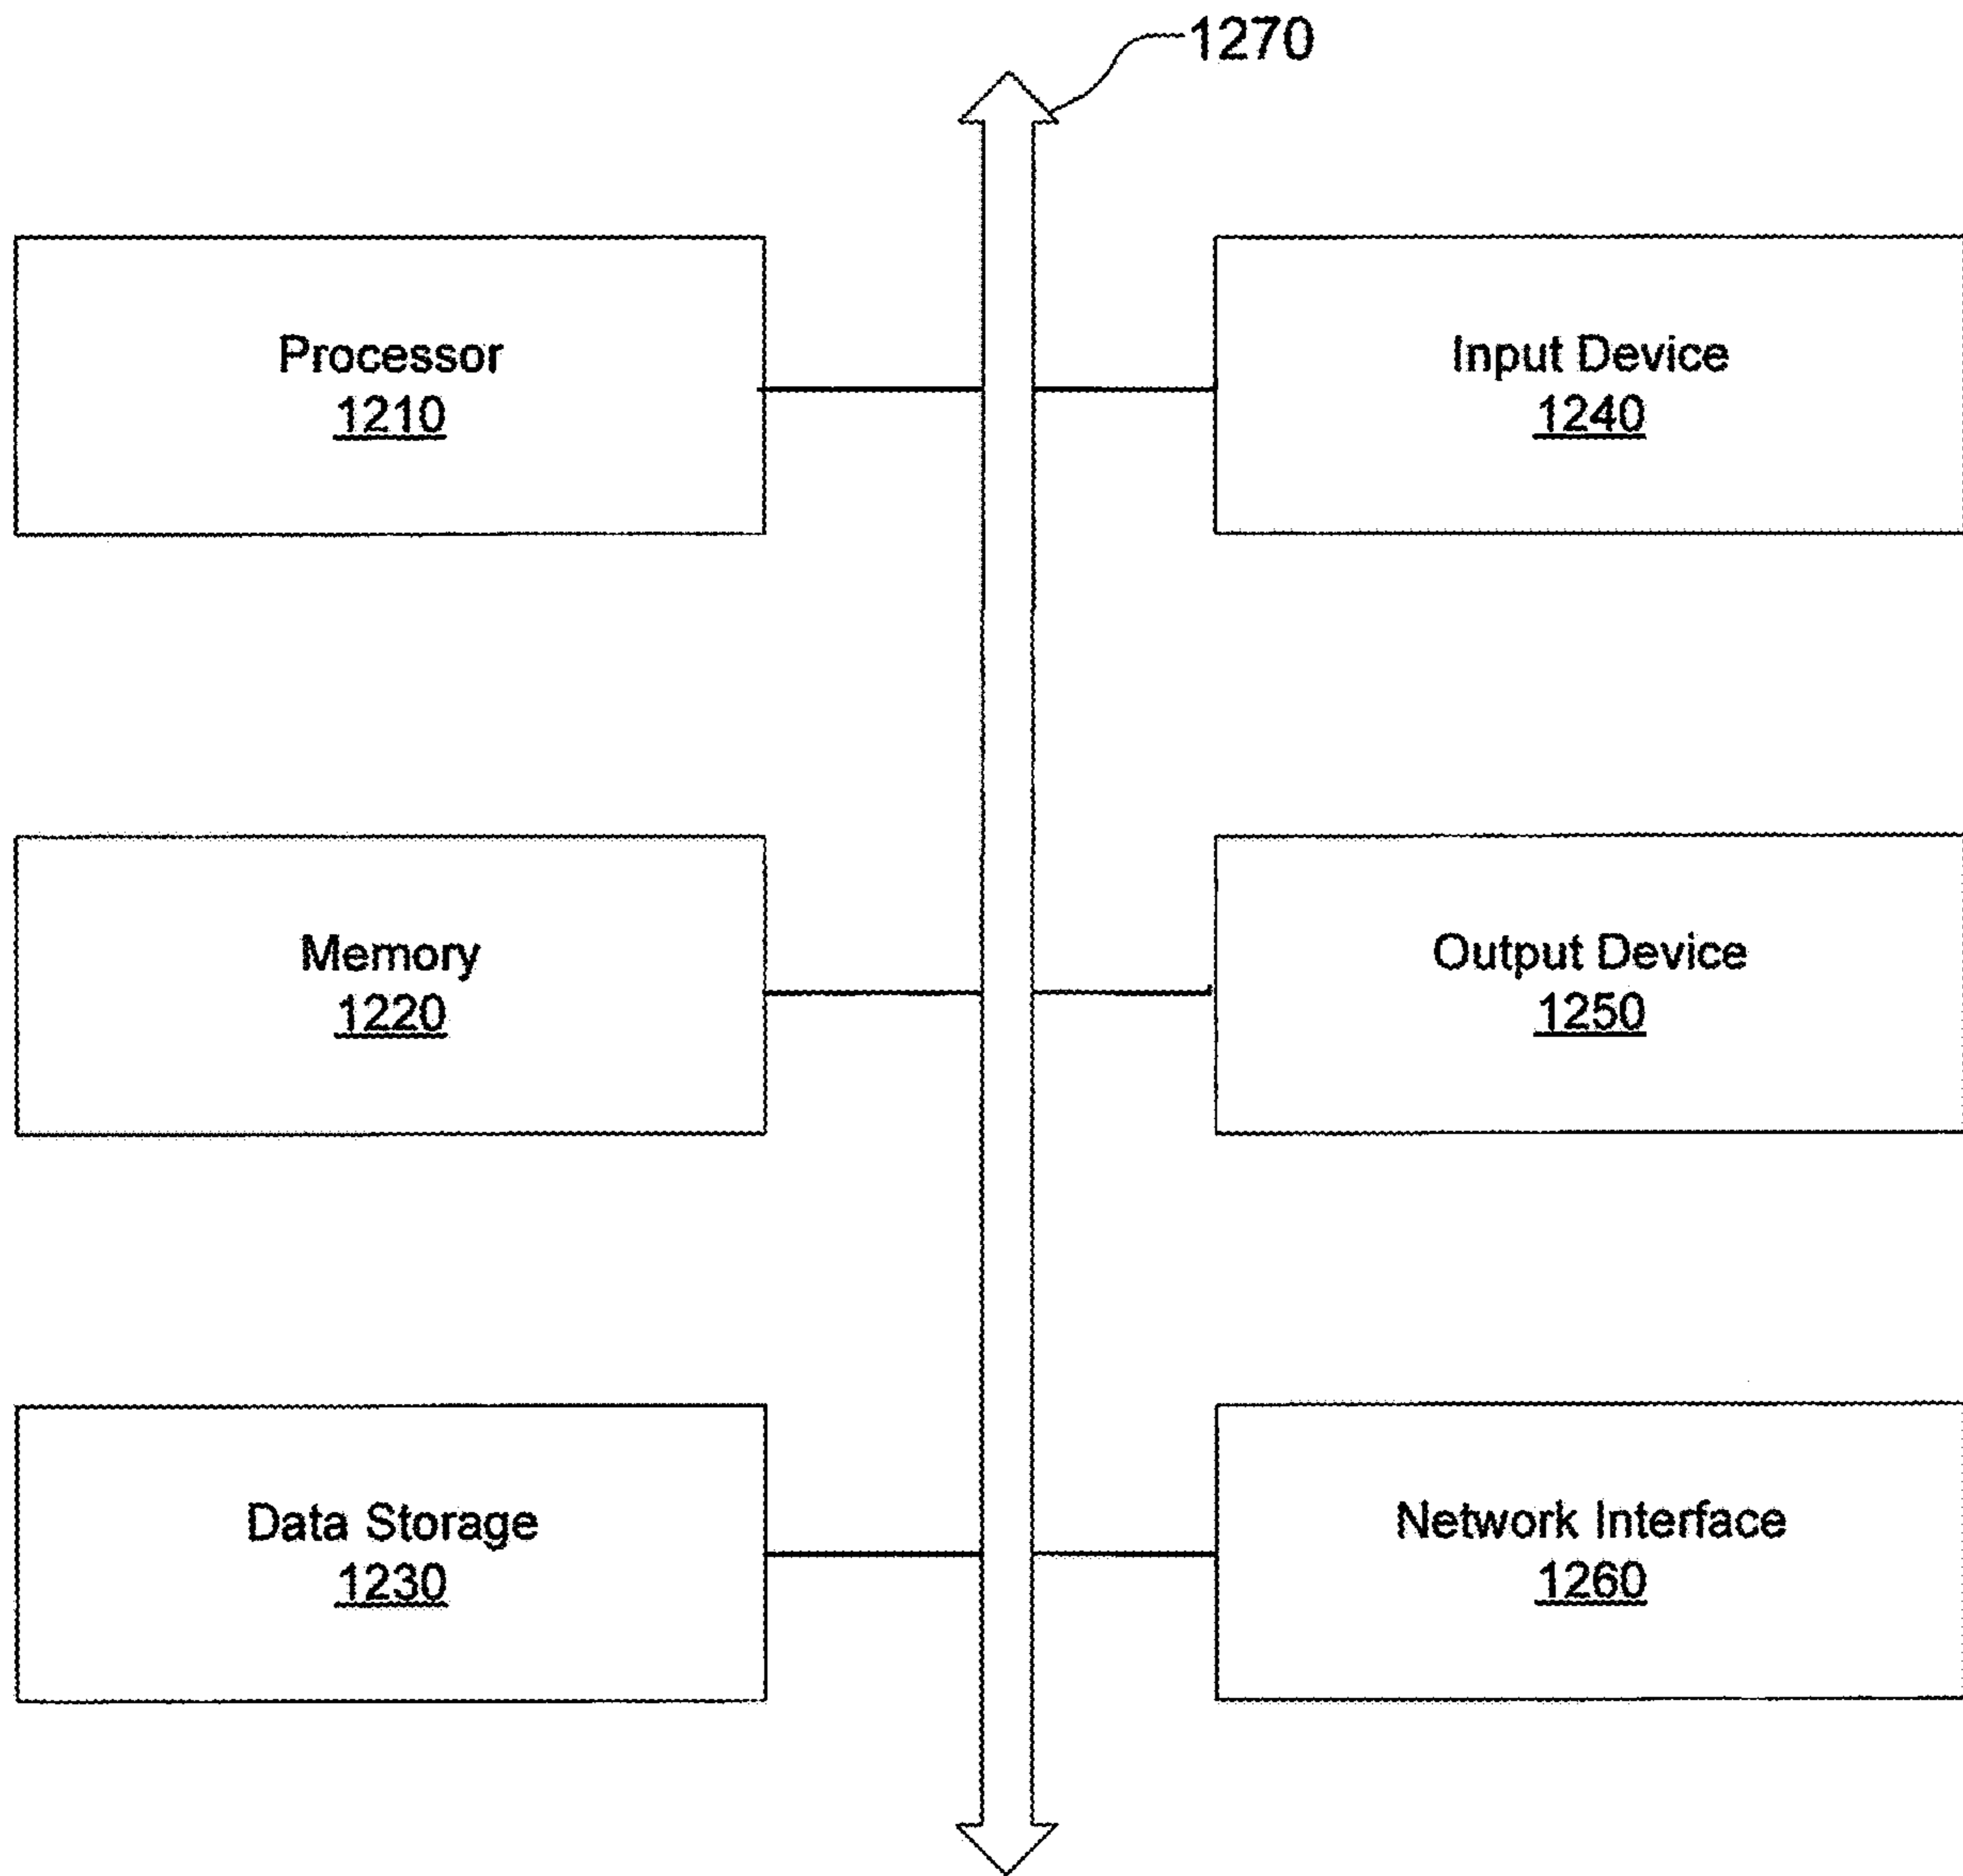 1270
Processor
1210
Input Device
1240
Memory
1220
Output Device
1250
Data Storage
1230
Network Interface
1260